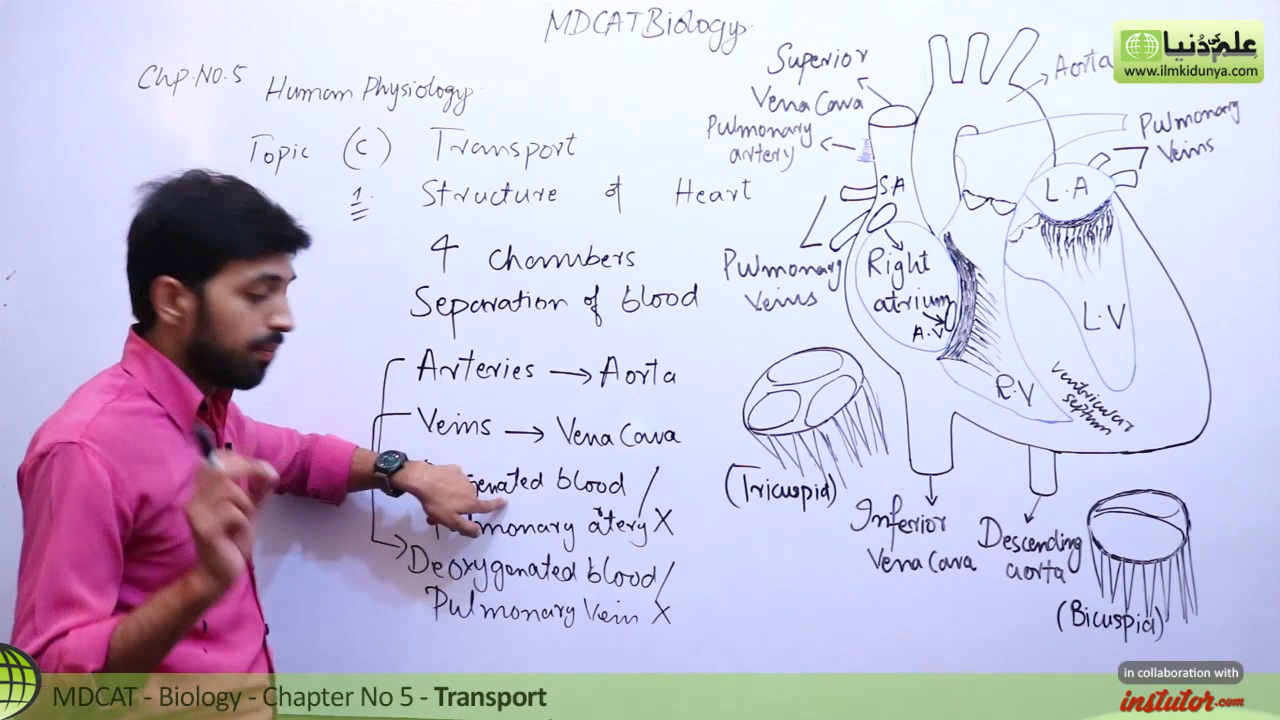 MDCAT Biology
Chp.No.5 Human Physiology
Topic (c) Transport
1. Structure of Heart
4 chambers
Separation of blood
Arteries → Aorta
Veins → Vena Cava
blood /
atery X
Deoxygenated blood /
Pulmonary Vein X
Superior
Vena Cava
Pulmonary
artery
Pulmonary
Veins
Aorta
Pulmonary
Veins
S.A
L.A
Right
atrium
A.V
L.V
R.V
ventricular
septum
(Tricuspid)
Inferior
Vena Cava
Descending
aorta
(Bicuspid)
علم کی دنیا
www.ilmkidunya.com
MDCAT - Biology - Chapter No 5 - Transport
in collaboration with
instutor.com